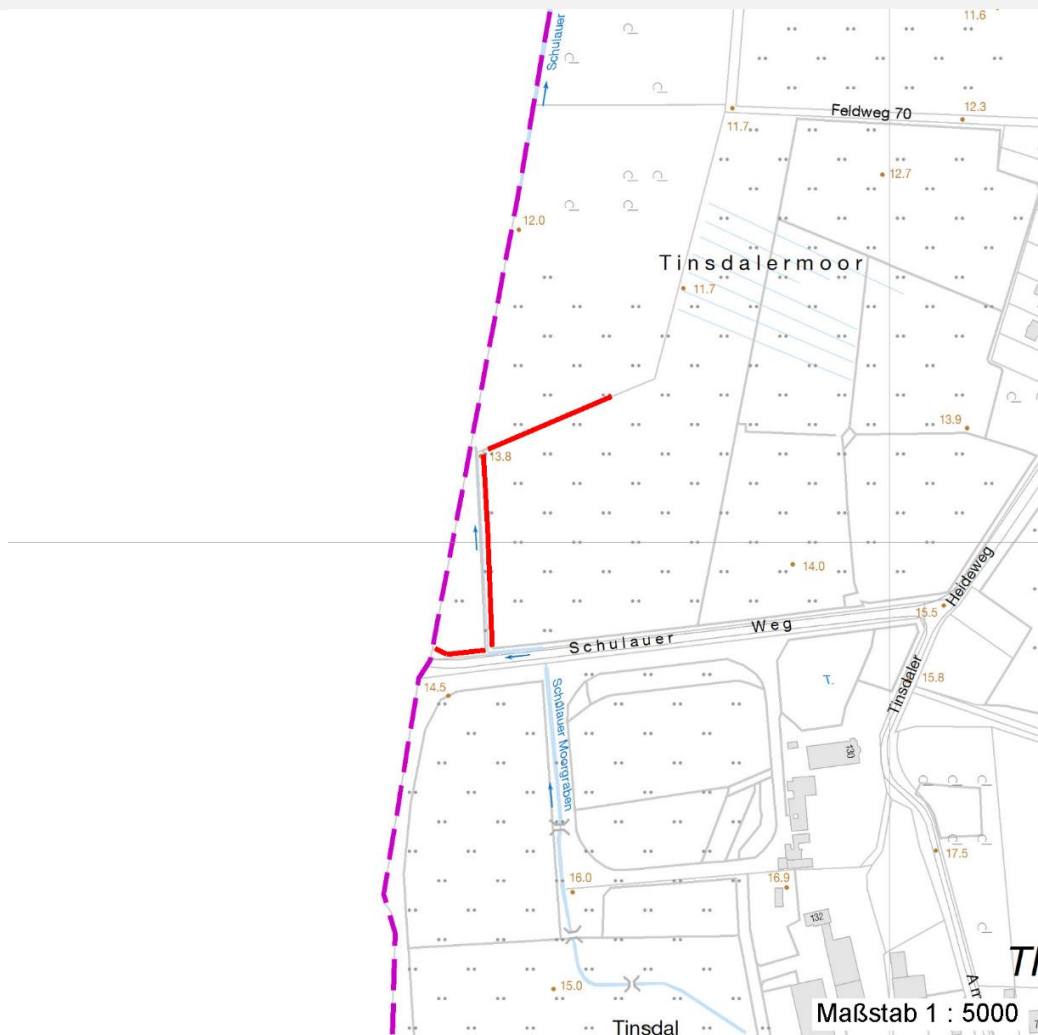 11.6
Schulauer
Feldweg 70
12.3
11.7
12.7
12.0
Tinsdalermoor
11.7
13.9
13.8
14.0
Heideweg
15.5
Schulauer Weg
14.5
T.
15.8
Tinsdaler
Schulauer Moorgraben
130
17.5
16.0
16.9
132
15.0
Tinsdal
Maßstab 1 : 5000